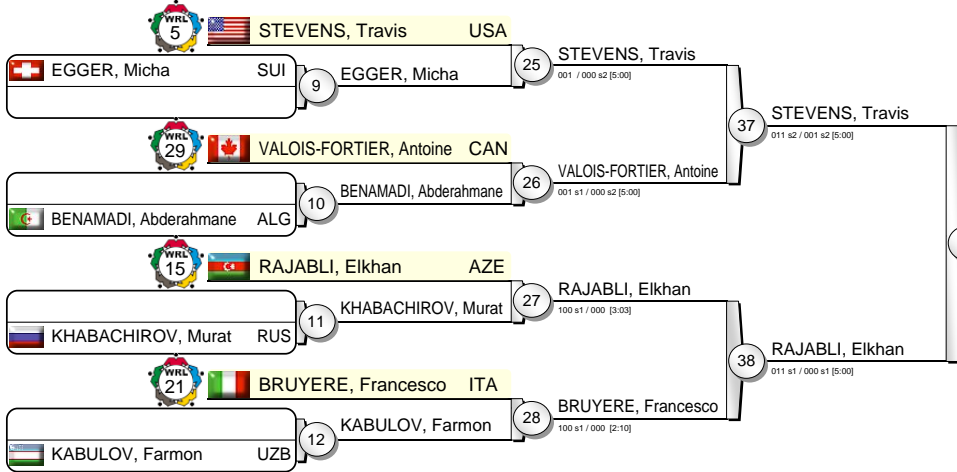 WRL
5
STEVENS, Travis USA
EGGER, Micha SUI
9
EGGER, Micha
25
STEVENS, Travis
001 / 000 s2 [5:00]
WRL
29
VALOIS-FORTIER, Antoine CAN
BENAMADI, Abderahmane ALG
10
BENAMADI, Abderahmane
26
VALOIS-FORTIER, Antoine
001 s1 / 000 s2 [5:00]
37
STEVENS, Travis
011 s2 / 001 s2 [5:00]
WRL
15
RAJABLI, Elkhan AZE
KHABACHIROV, Murat RUS
11
KHABACHIROV, Murat
27
RAJABLI, Elkhan
100 s1 / 000 [3:03]
WRL
21
BRUYERE, Francesco ITA
KABULOV, Farmon UZB
12
KABULOV, Farmon
28
BRUYERE, Francesco
100 s1 / 000 [2:10]
38
RAJABLI, Elkhan
011 s1 / 000 s1 [5:00]